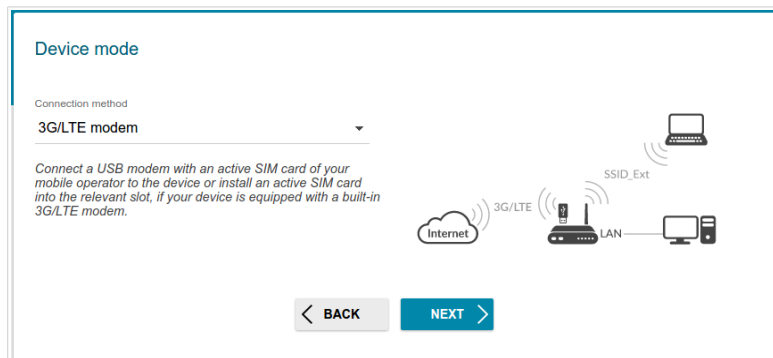 Device mode
Connection method
3G/LTE modem
Connect a USB modem with an active SIM card of your
mobile operator to the device or install an active SIM card
into the relevant slot, if your device is equipped with a built-in
3G/LTE modem.
SSID_Ext
3G/LTE
Internet
LAN
BACK
NEXT